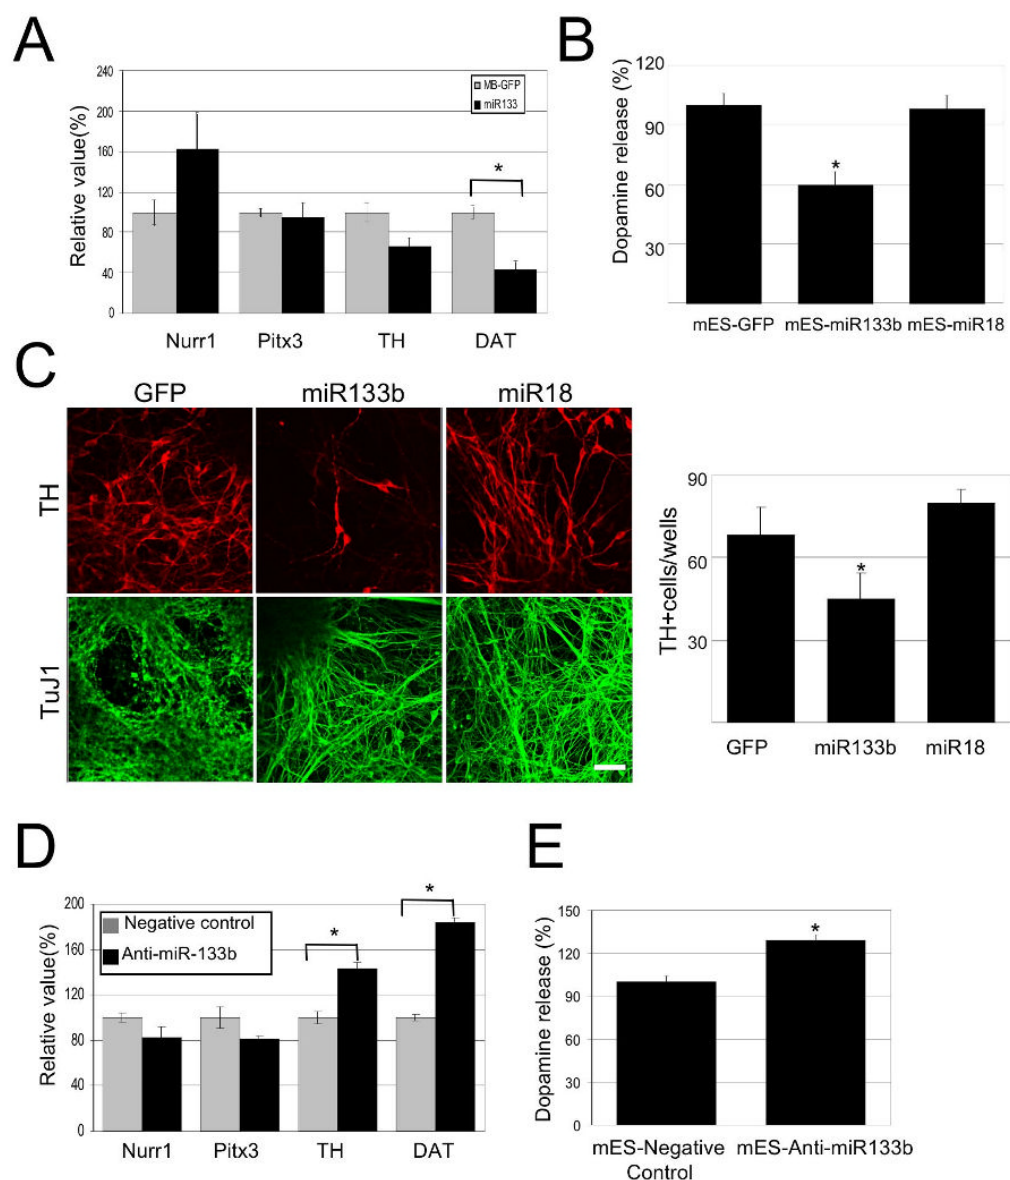 A
240
200
160
120
80
40
0
Relative value(%)
MB-GFP
miR133
*
Nurr1 Pitx3 TH DAT
B
120
90
60
30
Dopamine release (%)
*
mES-GFP mES-miR133b mES-miR18
C
GFP miR133b miR18
TH
TuJ1
90
60
30
TH+cells/wells
*
GFP miR133b miR18
D
200
160
120
80
40
0
Relative value(%)
Negative control
Anti-miR-133b
*
*
Nurr1 Pitx3 TH DAT
E
150
120
90
60
30
0
Dopamine release (%)
*
mES-Negative mES-Anti-miR133b
Control